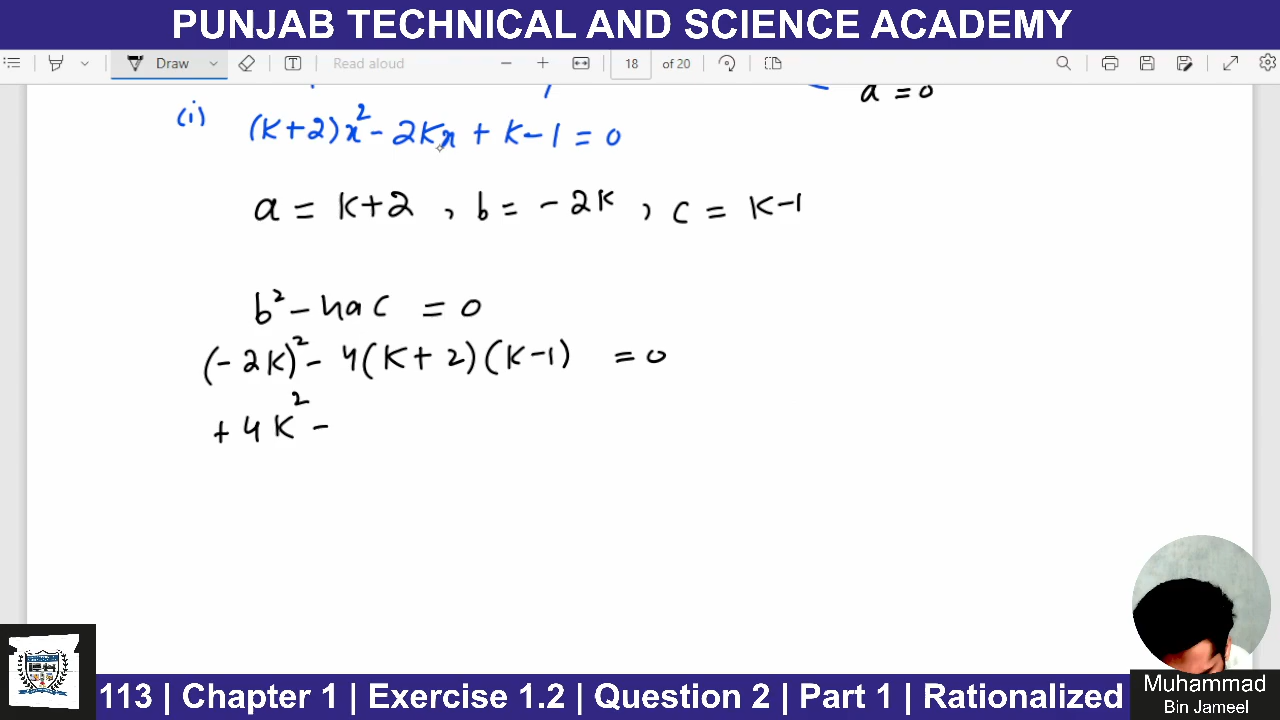 PUNJAB TECHNICAL AND SCIENCE ACADEMY
Draw Read aloud 18 of 20
a = 0
(i) (K+2)x² - 2Kx + K-1 = 0
a = K+2 , b = -2K , c = K-1
b² - 4ac = 0
(-2K)² - 4(K+2)(K-1) = 0
+4K² -
113 | Chapter 1 | Exercise 1.2 | Question 2 | Part 1 | Rationalized
Muhammad
Bin Jameel